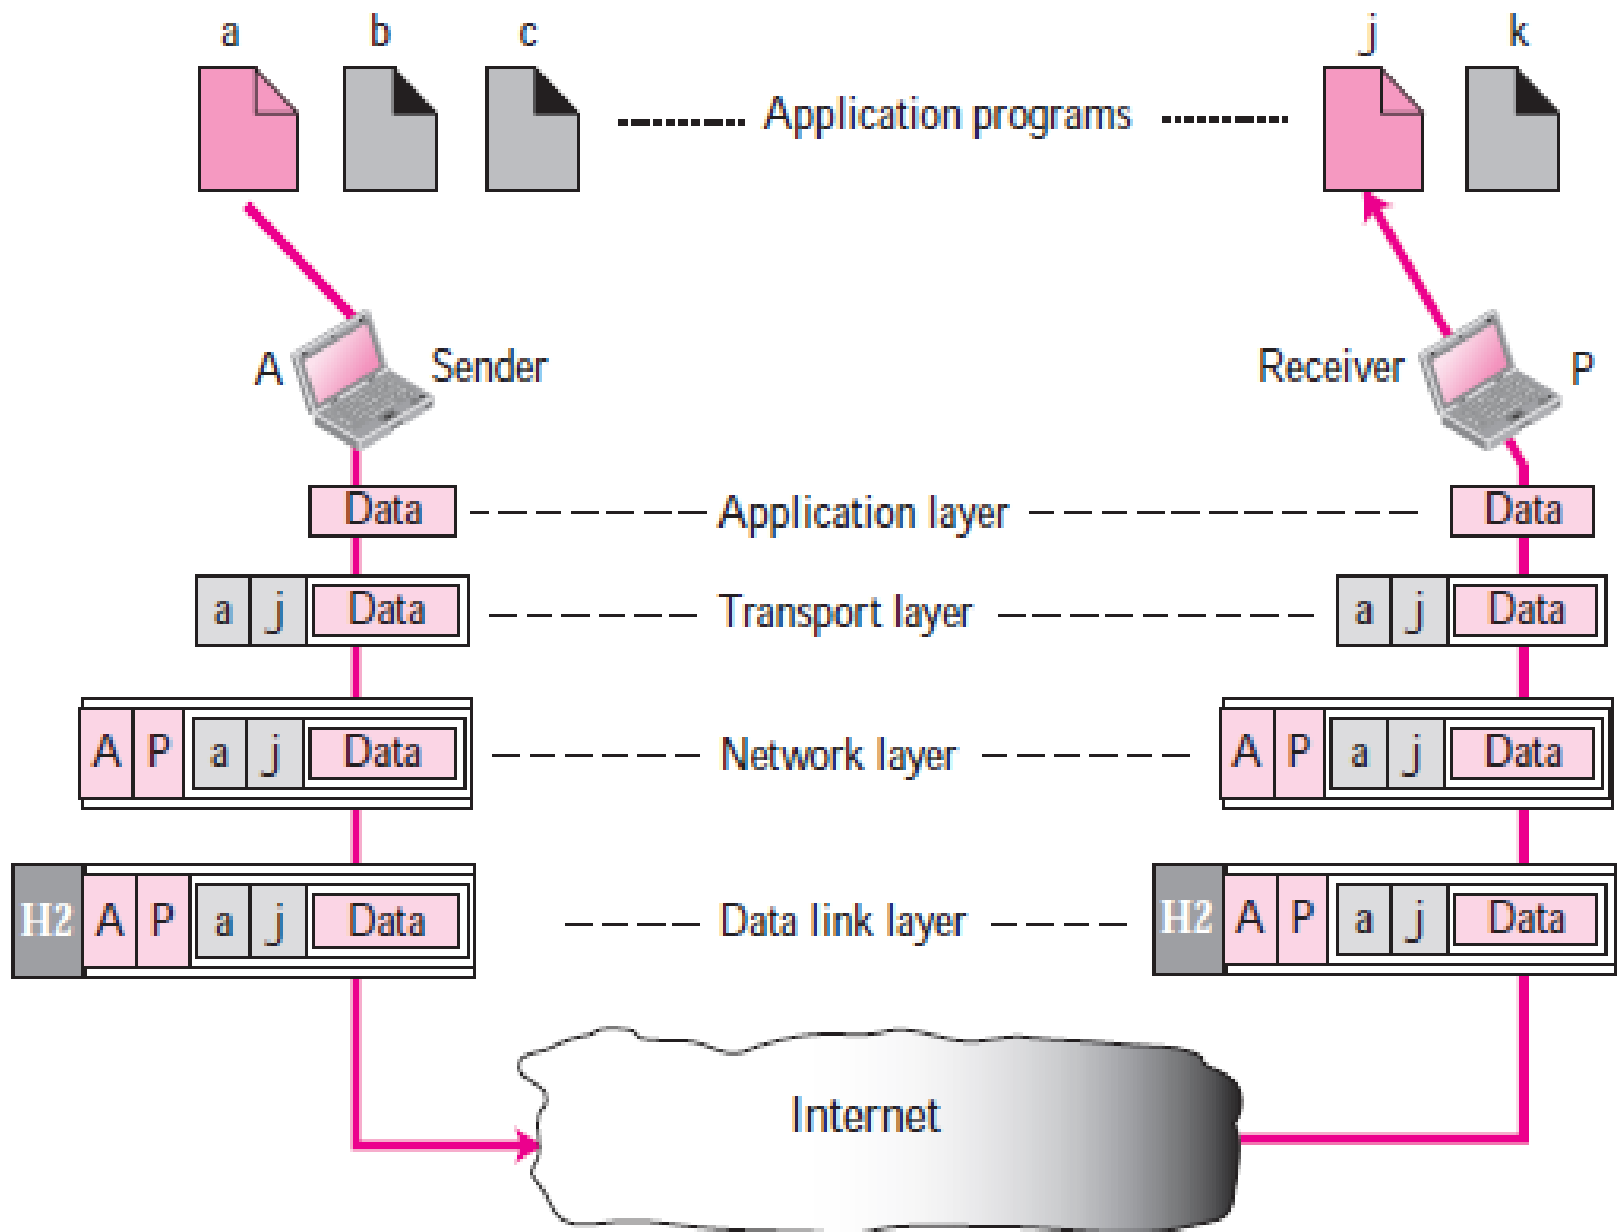 a b c j k
Application programs
A Sender Receiver P
Data Application layer Data
a j Data Transport layer a j Data
A P a j Data Network layer A P a j Data
H2 A P a j Data Data link layer H2 A P a j Data
Internet